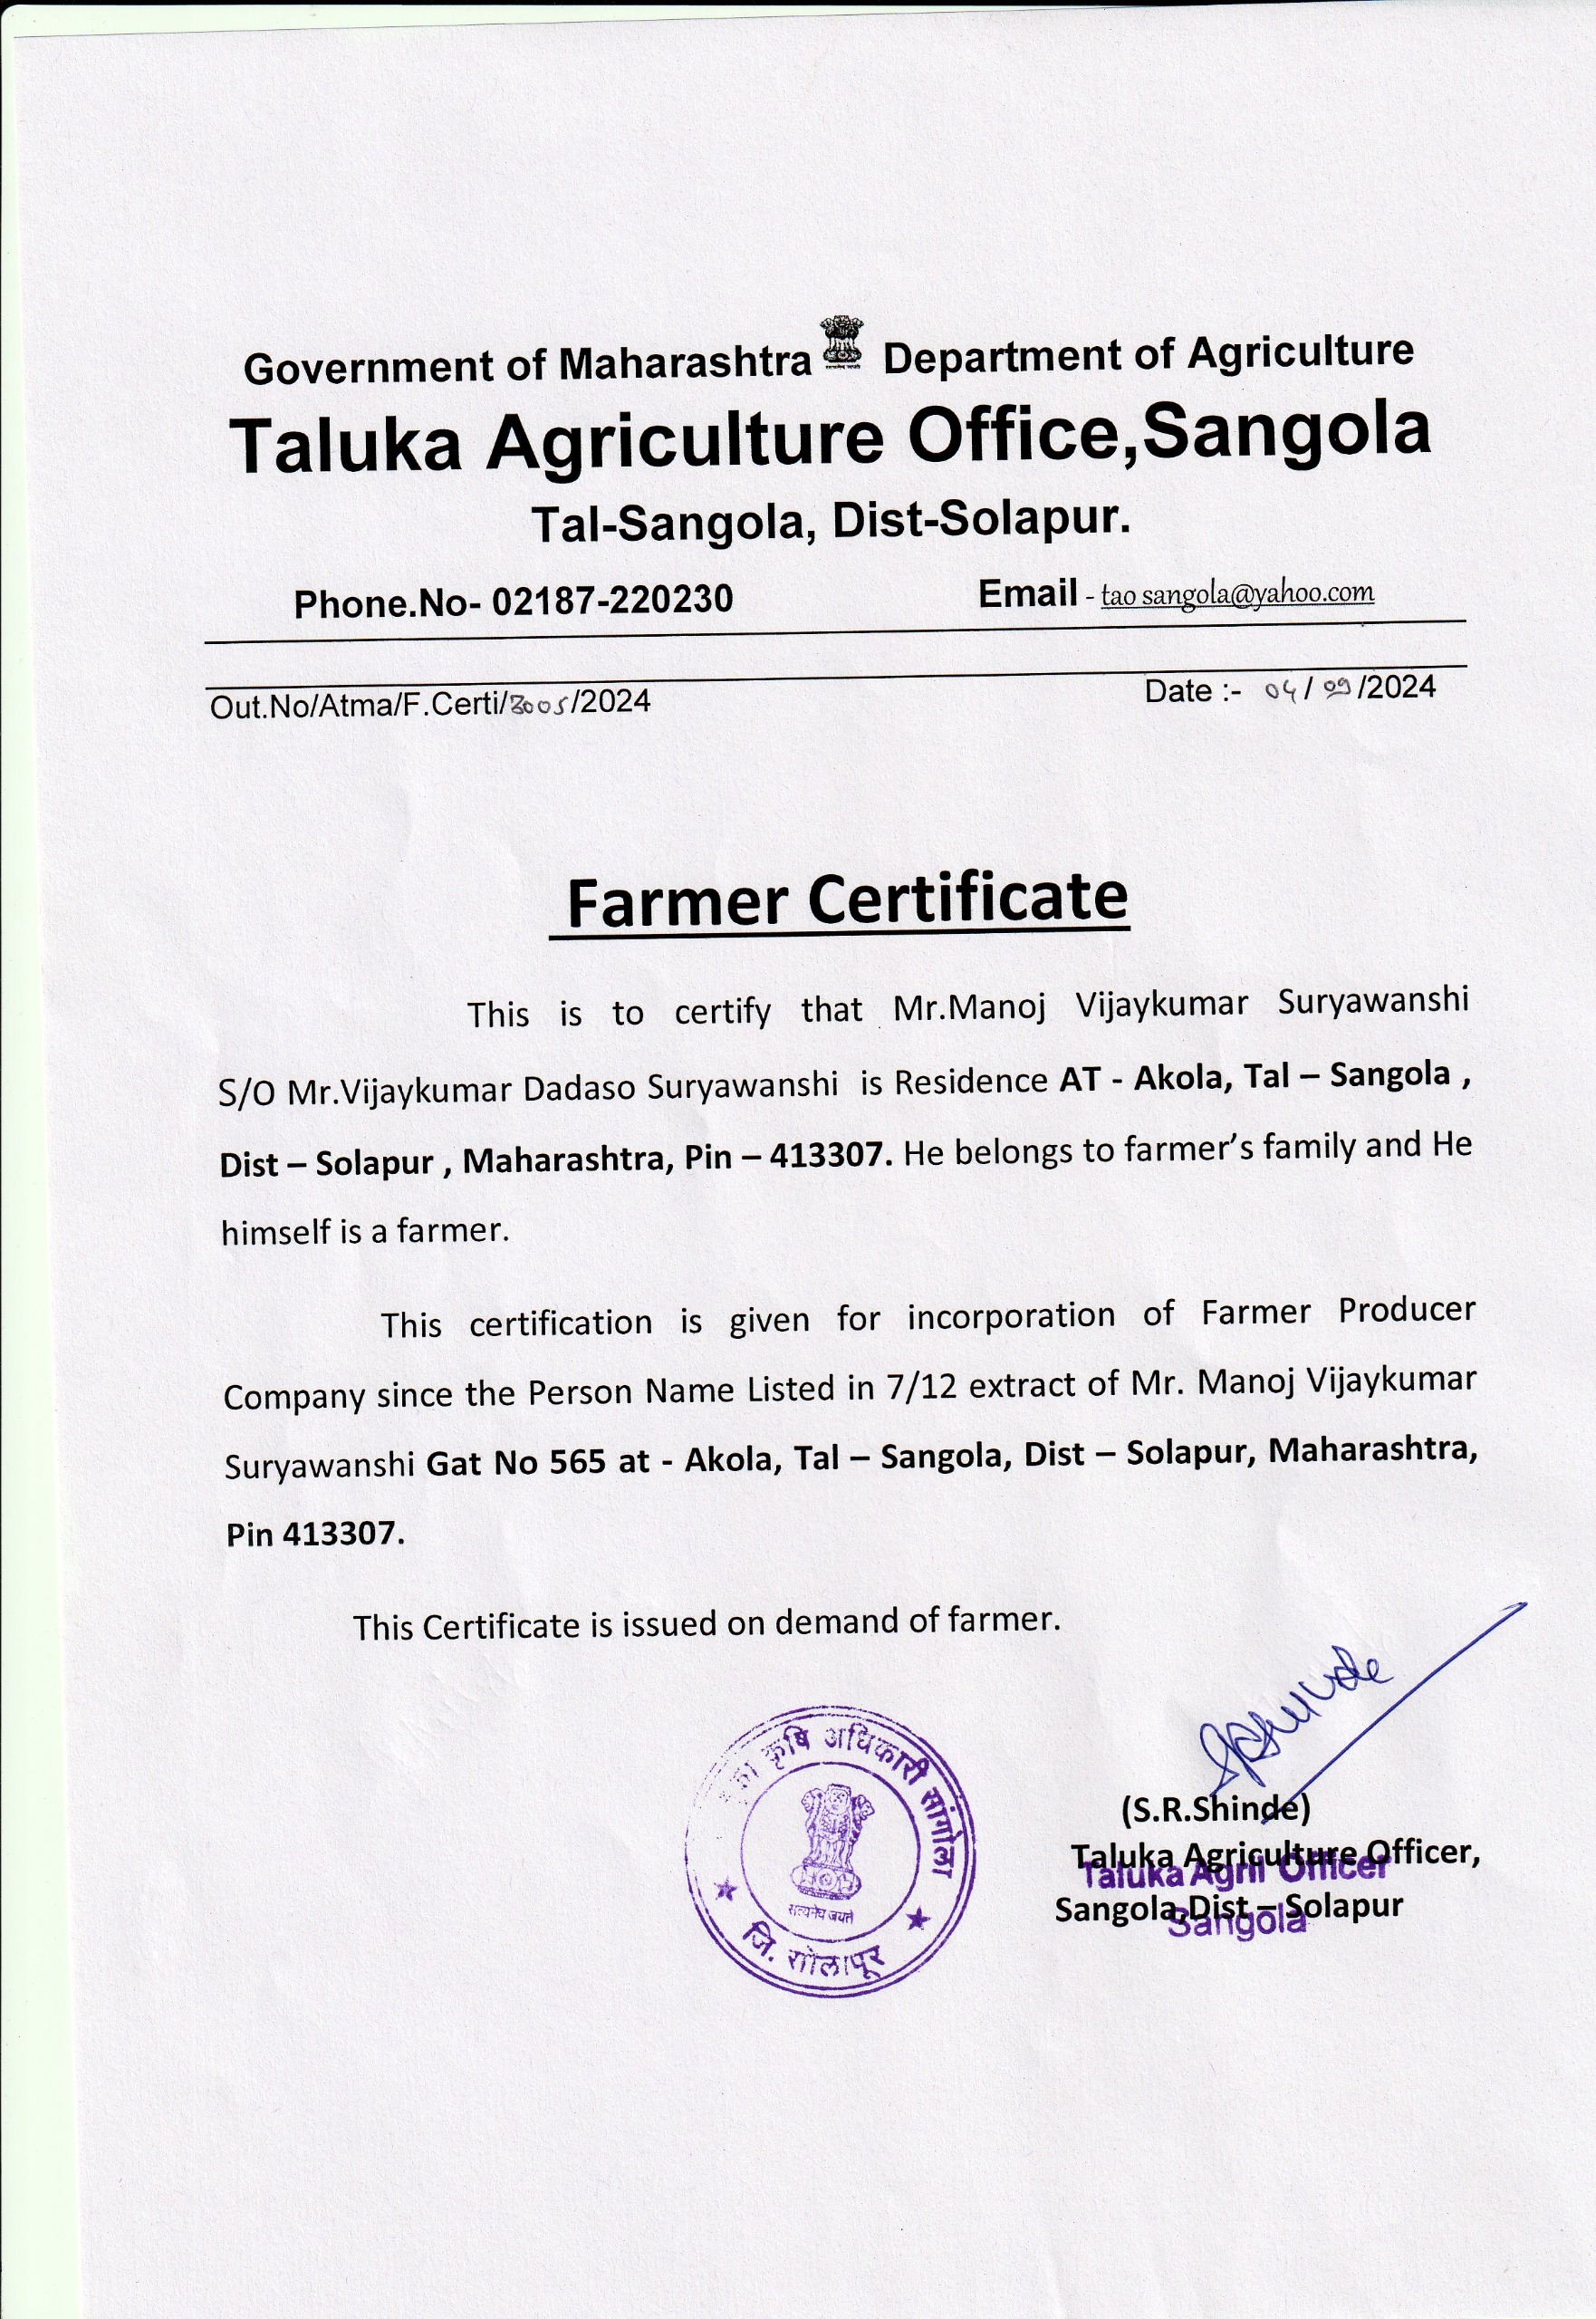 Government of Maharashtra Department of Agriculture
Taluka Agriculture Office,Sangola
Tal-Sangola, Dist-Solapur.
Phone.No- 02187-220230 Email - tao sangola@yahoo.com
Out.No/Atma/F.Certi/3005/2024 Date :- 04/09/2024
Farmer Certificate
This is to certify that Mr.Manoj Vijaykumar Suryawanshi
S/O Mr.Vijaykumar Dadaso Suryawanshi is Residence AT - Akola, Tal – Sangola ,
Dist – Solapur , Maharashtra, Pin – 413307. He belongs to farmer’s family and He
himself is a farmer.
This certification is given for incorporation of Farmer Producer
Company since the Person Name Listed in 7/12 extract of Mr. Manoj Vijaykumar
Suryawanshi Gat No 565 at - Akola, Tal – Sangola, Dist – Solapur, Maharashtra,
Pin 413307.
This Certificate is issued on demand of farmer.
कृषि अधिकारी सांगोला
सत्यमेव जयते
जि. सोलापूर
Shinde
(S.R.Shinde)
Taluka Agriculture Officer,
Taluka Agril Officer
Sangola,Dist – Solapur
Sangola